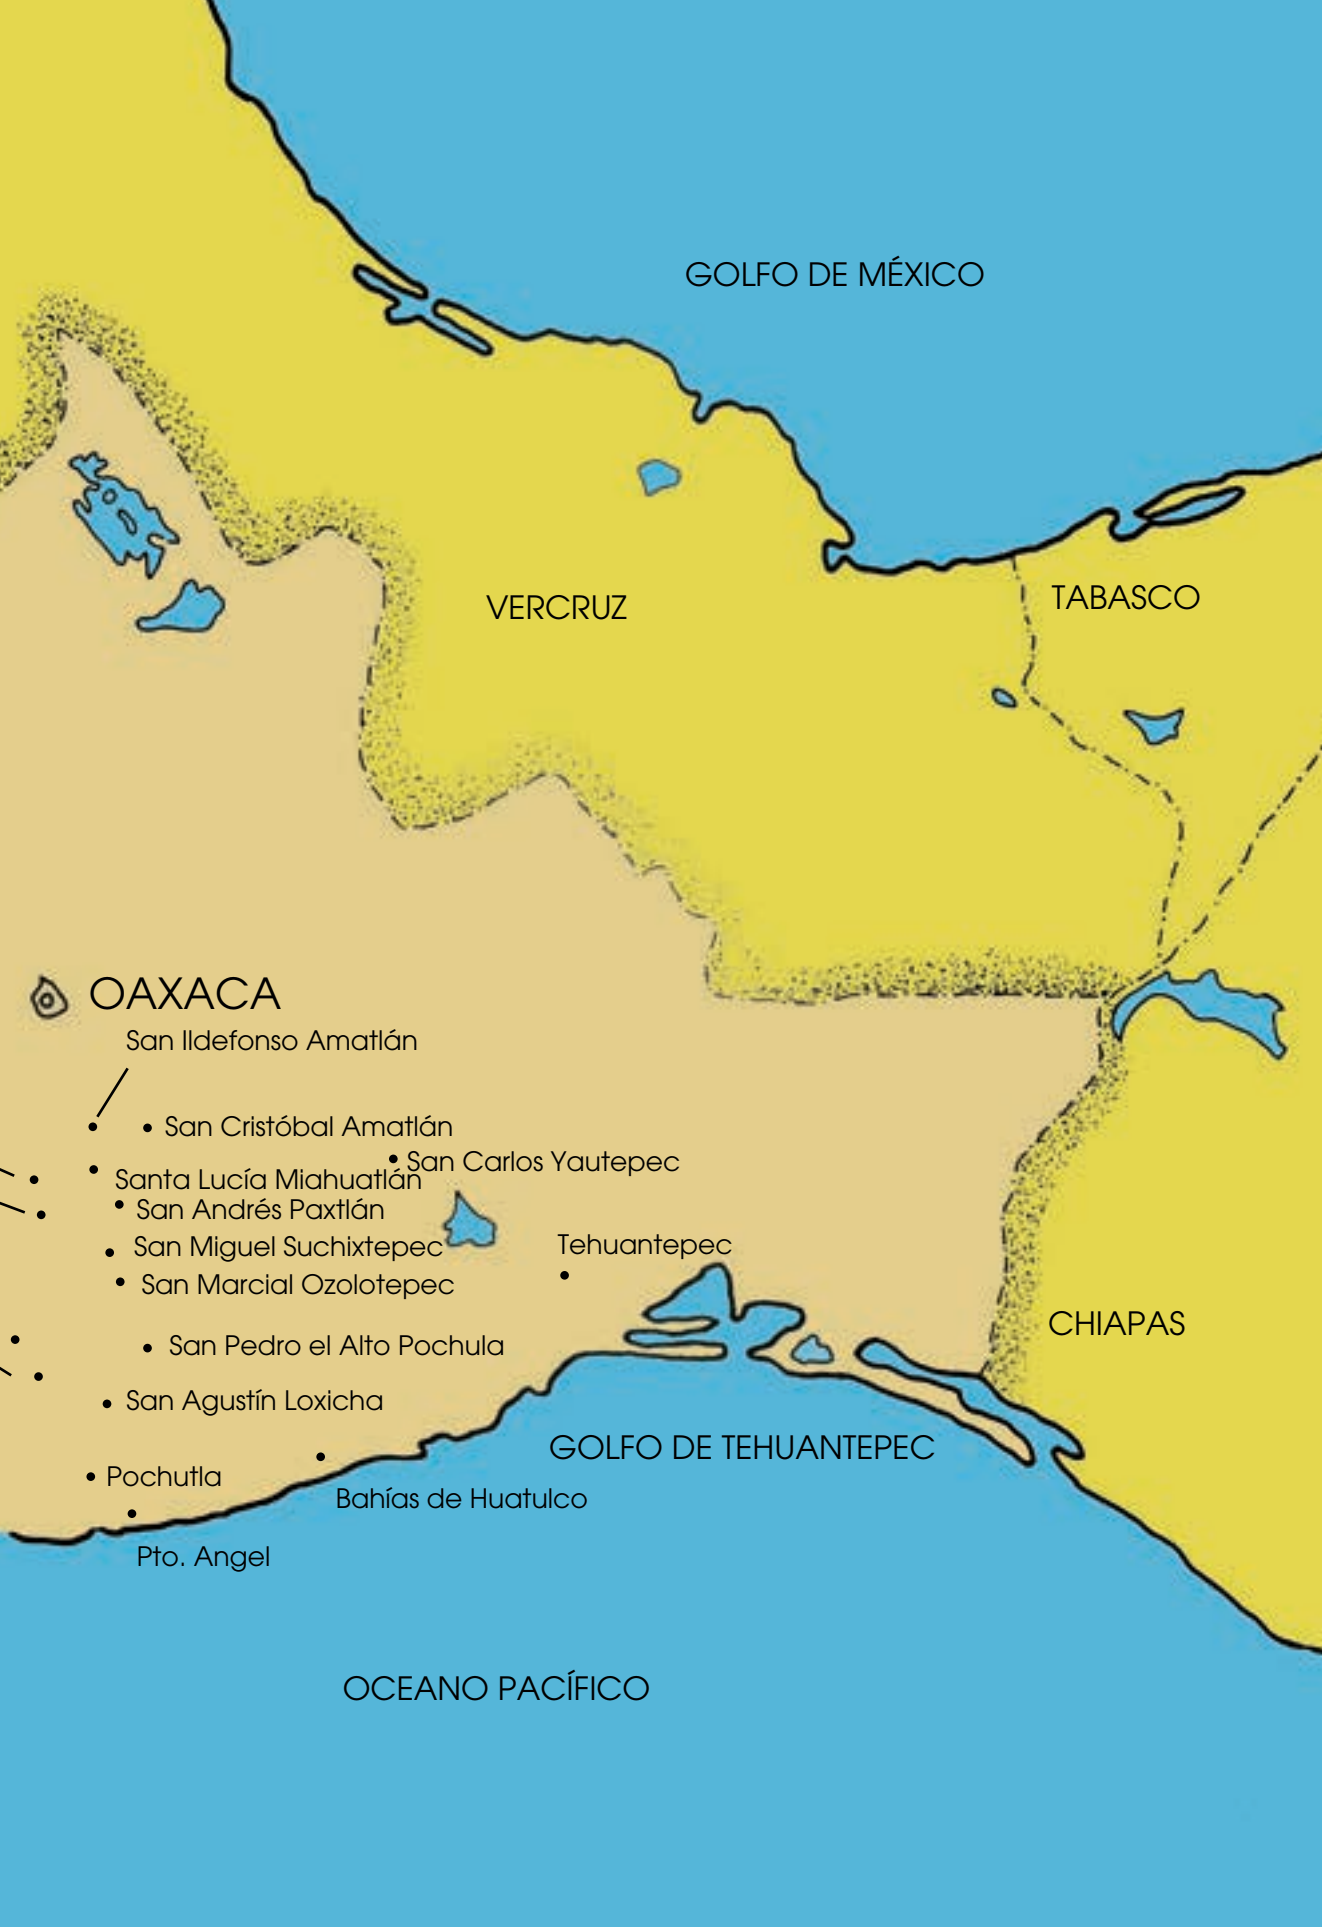 GOLFO DE MÉXICO
VERCRUZ
TABASCO
OAXACA
San Ildefonso Amatlán
San Cristóbal Amatlán
San Carlos Yautepec
Santa Lucía Miahuatlán
San Andrés Paxtlán
San Miguel Suchixtepec
Tehuantepec
San Marcial Ozolotepec
CHIAPAS
San Pedro el Alto Pochula
San Agustín Loxicha
GOLFO DE TEHUANTEPEC
Pochutla
Bahías de Huatulco
Pto. Angel
OCEANO PACÍFICO